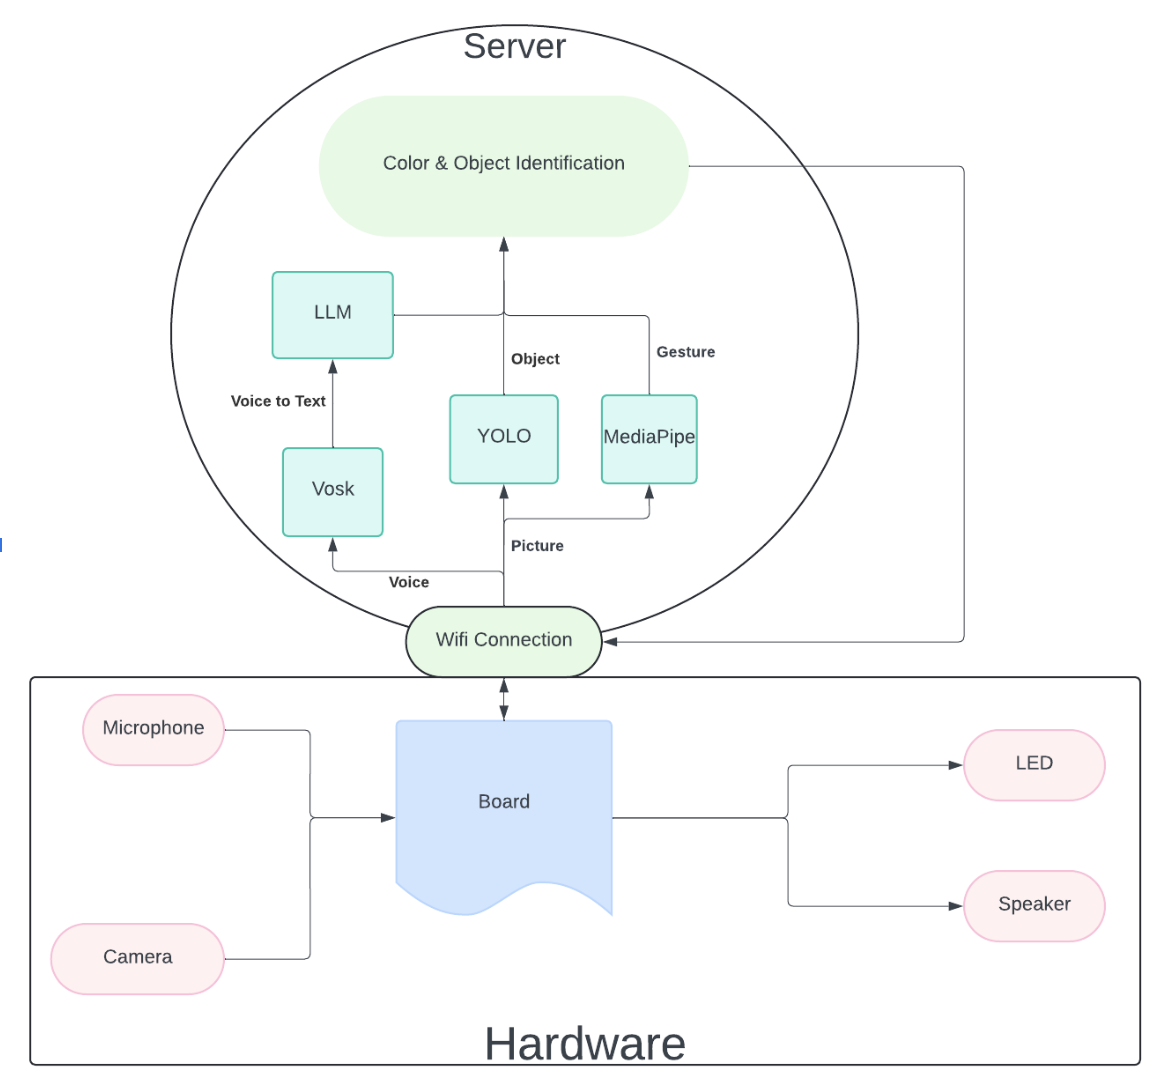 Server
Color & Object Identification
LLM
Object
Gesture
Voice to Text
YOLO
MediaPipe
Vosk
Picture
Voice
Wifi Connection
Microphone
LED
Board
Speaker
Camera
Hardware